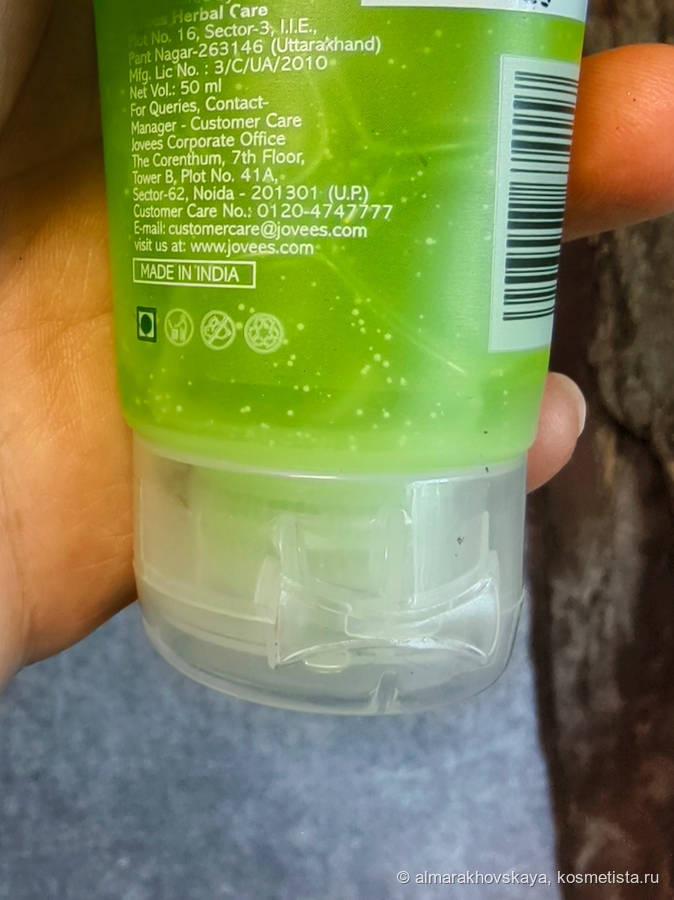 Herbal Care
Plot No. 16, Sector-3, I.I.E.,
Pant Nagar-263146 (Uttarakhand)
Mfg. Lic No. : 3/C/UA/2010
Net Vol.: 50 ml
For Queries, Contact-
Manager - Customer Care
Jovees Corporate Office
The Corenthum, 7th Floor,
Tower B, Plot No. 41A,
Sector-62, Noida - 201301 (U.P.)
Customer Care No.: 0120-4747777
E-mail: customercare@jovees.com
visit us at: www.jovees.com
MADE IN INDIA
© almarakhovskaya, kosmetista.ru